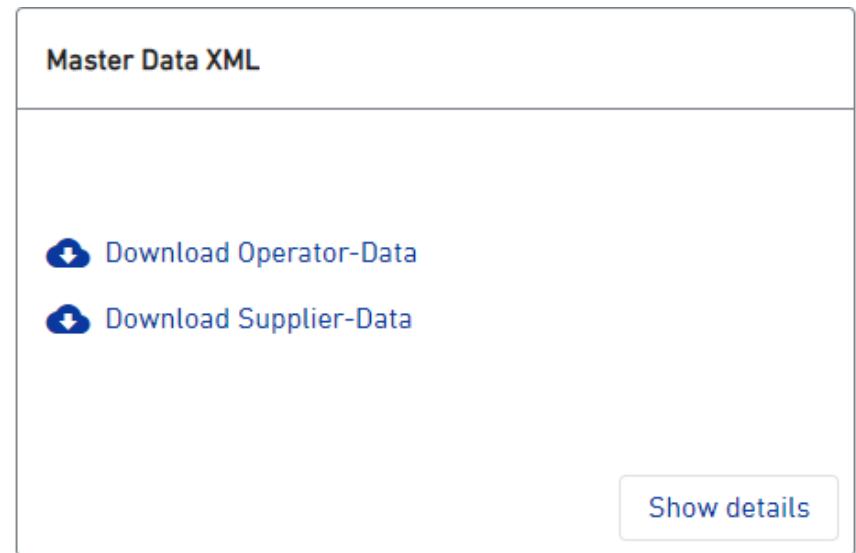 Master Data XML
Download Operator-Data
Download Supplier-Data
Show details